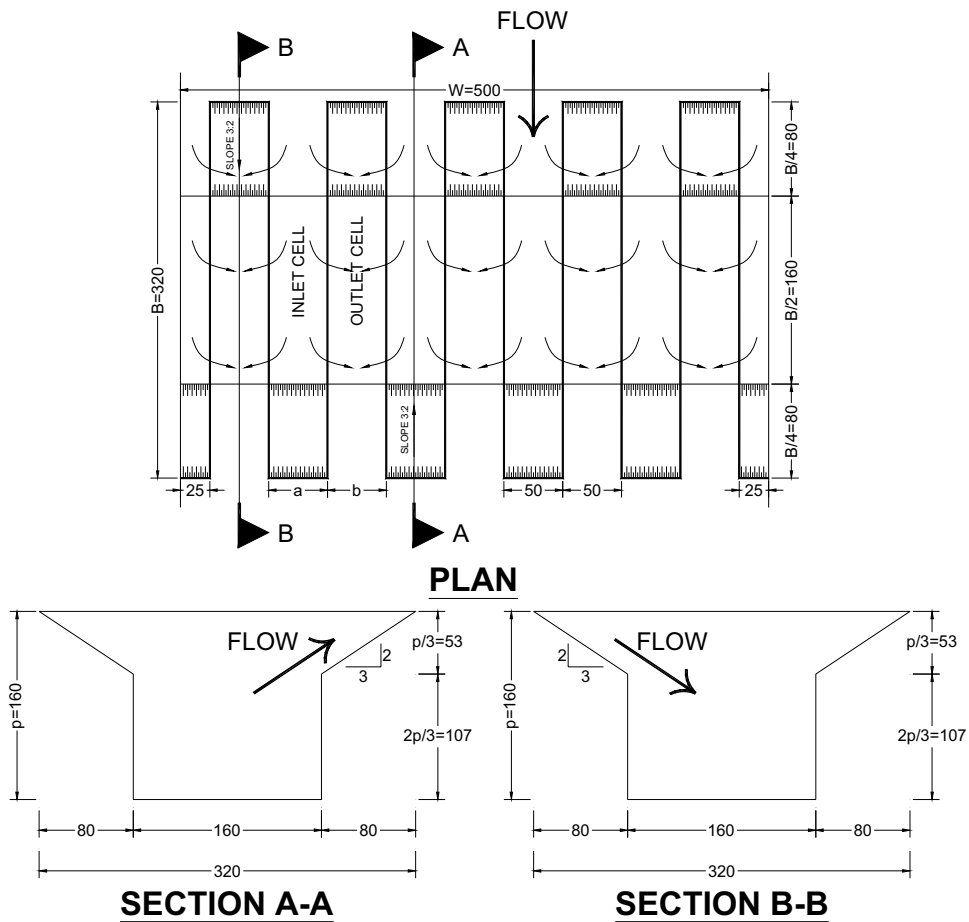 FLOW
B
A
W=500
SLOPE 3:2
B/4=80
B=320
INLET CELL
OUTLET CELL
B/2=160
SLOPE 3:2
B/4=80
25
a
b
50
50
25
B
A
PLAN
FLOW
2
3
p=160
p/3=53
2p/3=107
80
160
80
320
SECTION A-A
FLOW
2
3
p=160
p/3=53
2p/3=107
80
160
80
320
SECTION B-B